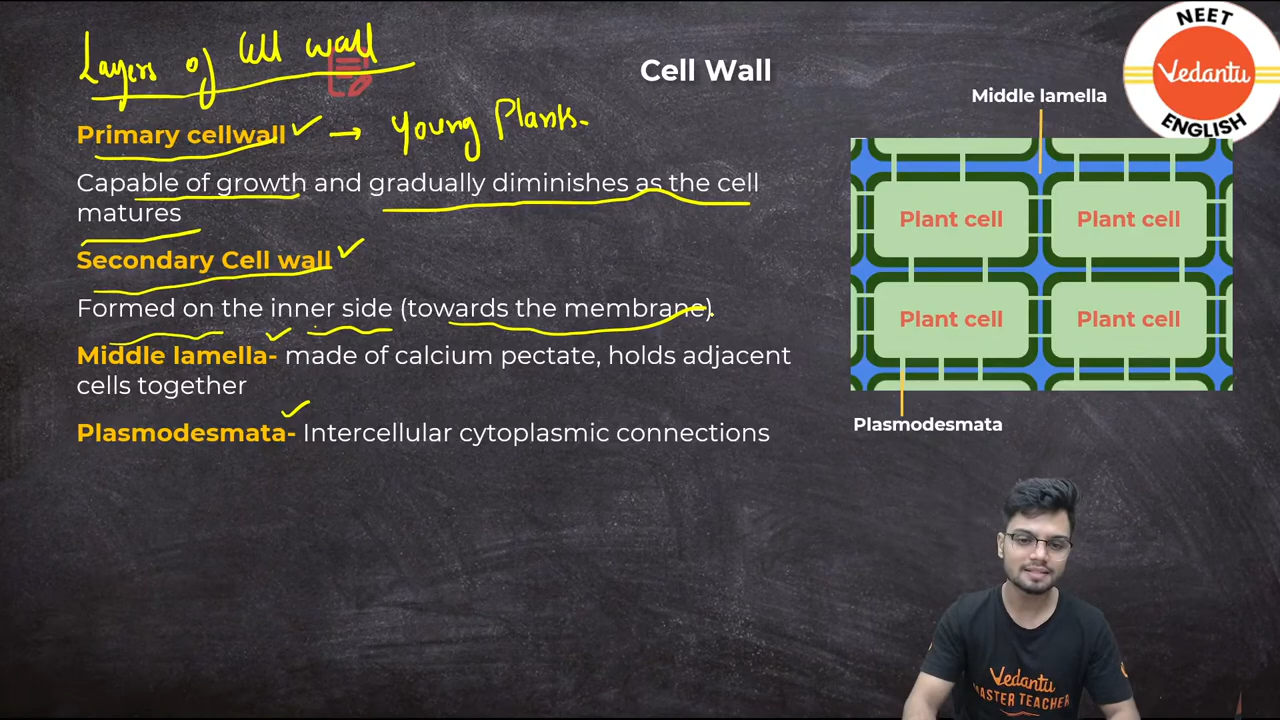 Layers of Cell wall
Cell Wall
Primary cellwall → Young Plants.
Capable of growth and gradually diminishes as the cell
matures
Secondary Cell wall
Formed on the inner side (towards the membrane).
Middle lamella- made of calcium pectate, holds adjacent
cells together
Plasmodesmata- Intercellular cytoplasmic connections
NEET
Vedantu
ENGLISH
Middle lamella
Plant cell Plant cell
Plant cell Plant cell
Plasmodesmata
Vedantu
MASTER TEACHER